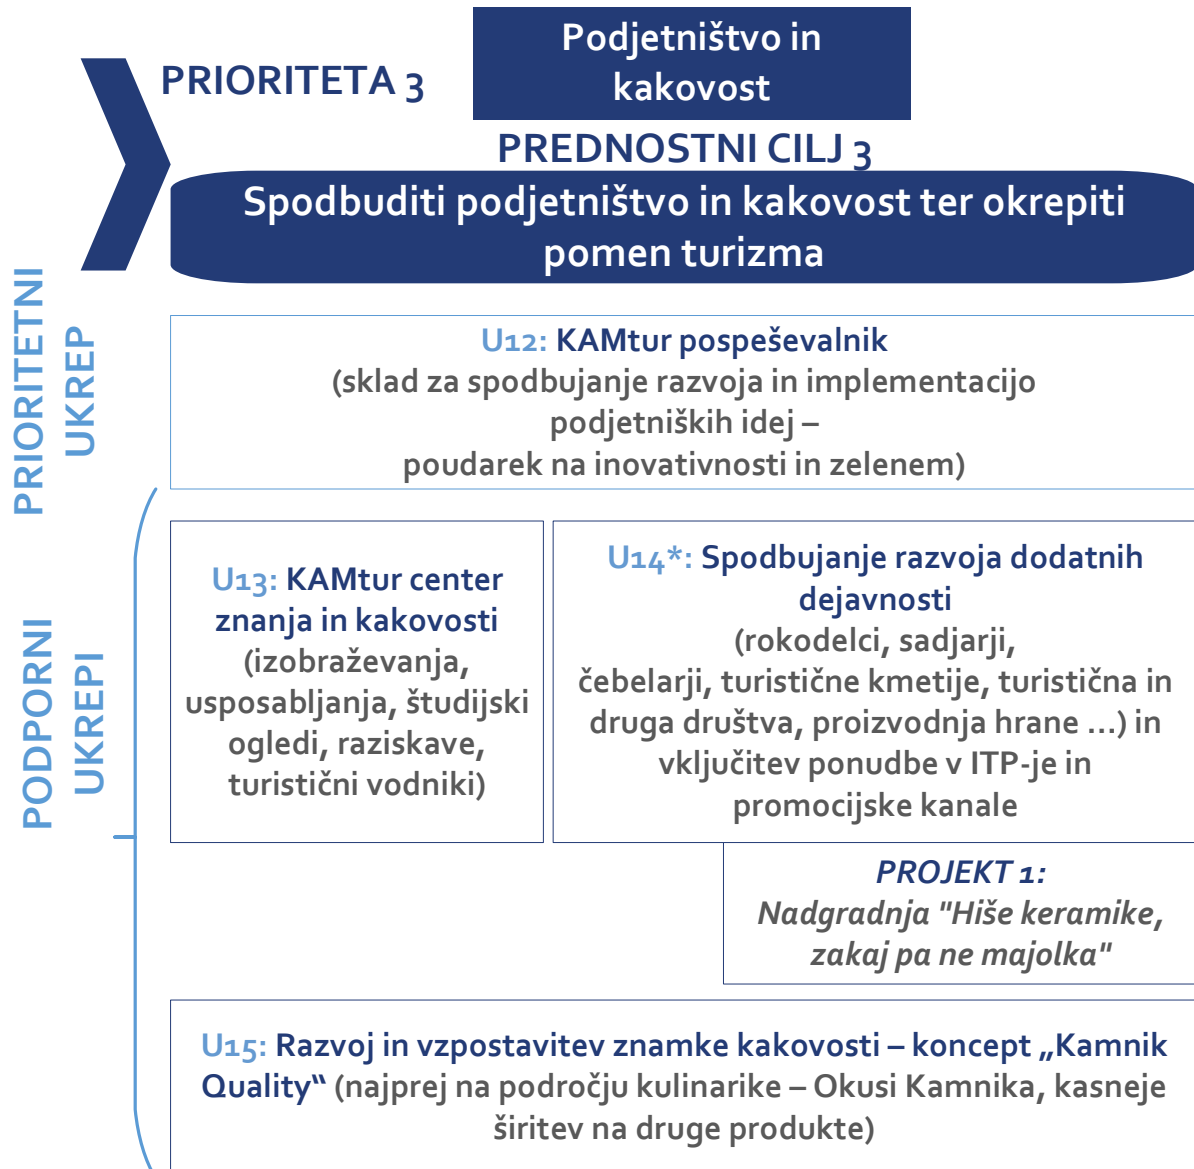 PRIORITETA 3
Podjetništvo in
kakovost
PREDNOSTNI CILJ 3
Spodbuditi podjetništvo in kakovost ter okrepiti
pomen turizma
PRIORITETNI
UKREP
U12: KAMtur pospeševalnik
(sklad za spodbujanje razvoja in implementacijo
podjetniških idej –
poudarek na inovativnosti in zelenem)
PODPORNI
UKREPI
U13: KAMtur center
znanja in kakovosti
(izobraževanja,
usposabljanja, študijski
ogledi, raziskave,
turistični vodniki)
U14*: Spodbujanje razvoja dodatnih
dejavnosti
(rokodelci, sadjarji,
čebelarji, turistične kmetije, turistična in
druga društva, proizvodnja hrane ...) in
vključitev ponudbe v ITP-je in
promocijske kanale
PROJEKT 1:
Nadgradnja "Hiše keramike,
zakaj pa ne majolka"
U15: Razvoj in vzpostavitev znamke kakovosti – koncept „Kamnik
Quality“ (najprej na področju kulinarike – Okusi Kamnika, kasneje
širitev na druge produkte)